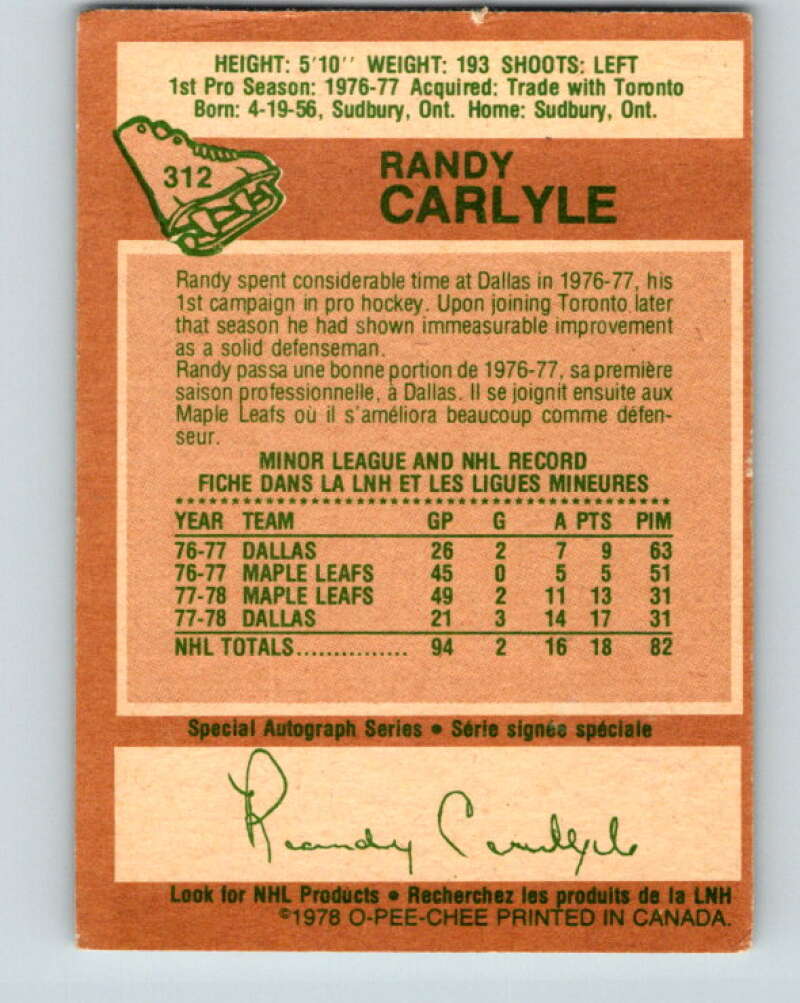 HEIGHT: 5'10'' WEIGHT: 193 SHOOTS: LEFT
1st Pro Season: 1976-77 Acquired: Trade with Toronto
Born: 4-19-56, Sudbury, Ont. Home: Sudbury, Ont.
312
RANDY
CARLYLE
Randy spent considerable time at Dallas in 1976-77, his
1st campaign in pro hockey. Upon joining Toronto later
that season he had shown immeasurable improvement
as a solid defenseman.
Randy passa une bonne portion de 1976-77, sa première
saison professionnelle, à Dallas. Il se joignit ensuite aux
Maple Leafs où il s'améliora beaucoup comme défen-
seur.
MINOR LEAGUE AND NHL RECORD
FICHE DANS LA LNH ET LES LIGUES MINEURES
YEAR TEAM GP G A PTS PIM
76-77 DALLAS 26 2 7 9 63
76-77 MAPLE LEAFS 45 0 5 5 51
77-78 MAPLE LEAFS 49 2 11 13 31
77-78 DALLAS 21 3 14 17 31
NHL TOTALS............... 94 2 16 18 82
Special Autograph Series • Série signée spéciale
Randy Carlyle
Look for NHL Products • Recherchez les produits de la LNH
©1978 O-PEE-CHEE PRINTED IN CANADA.